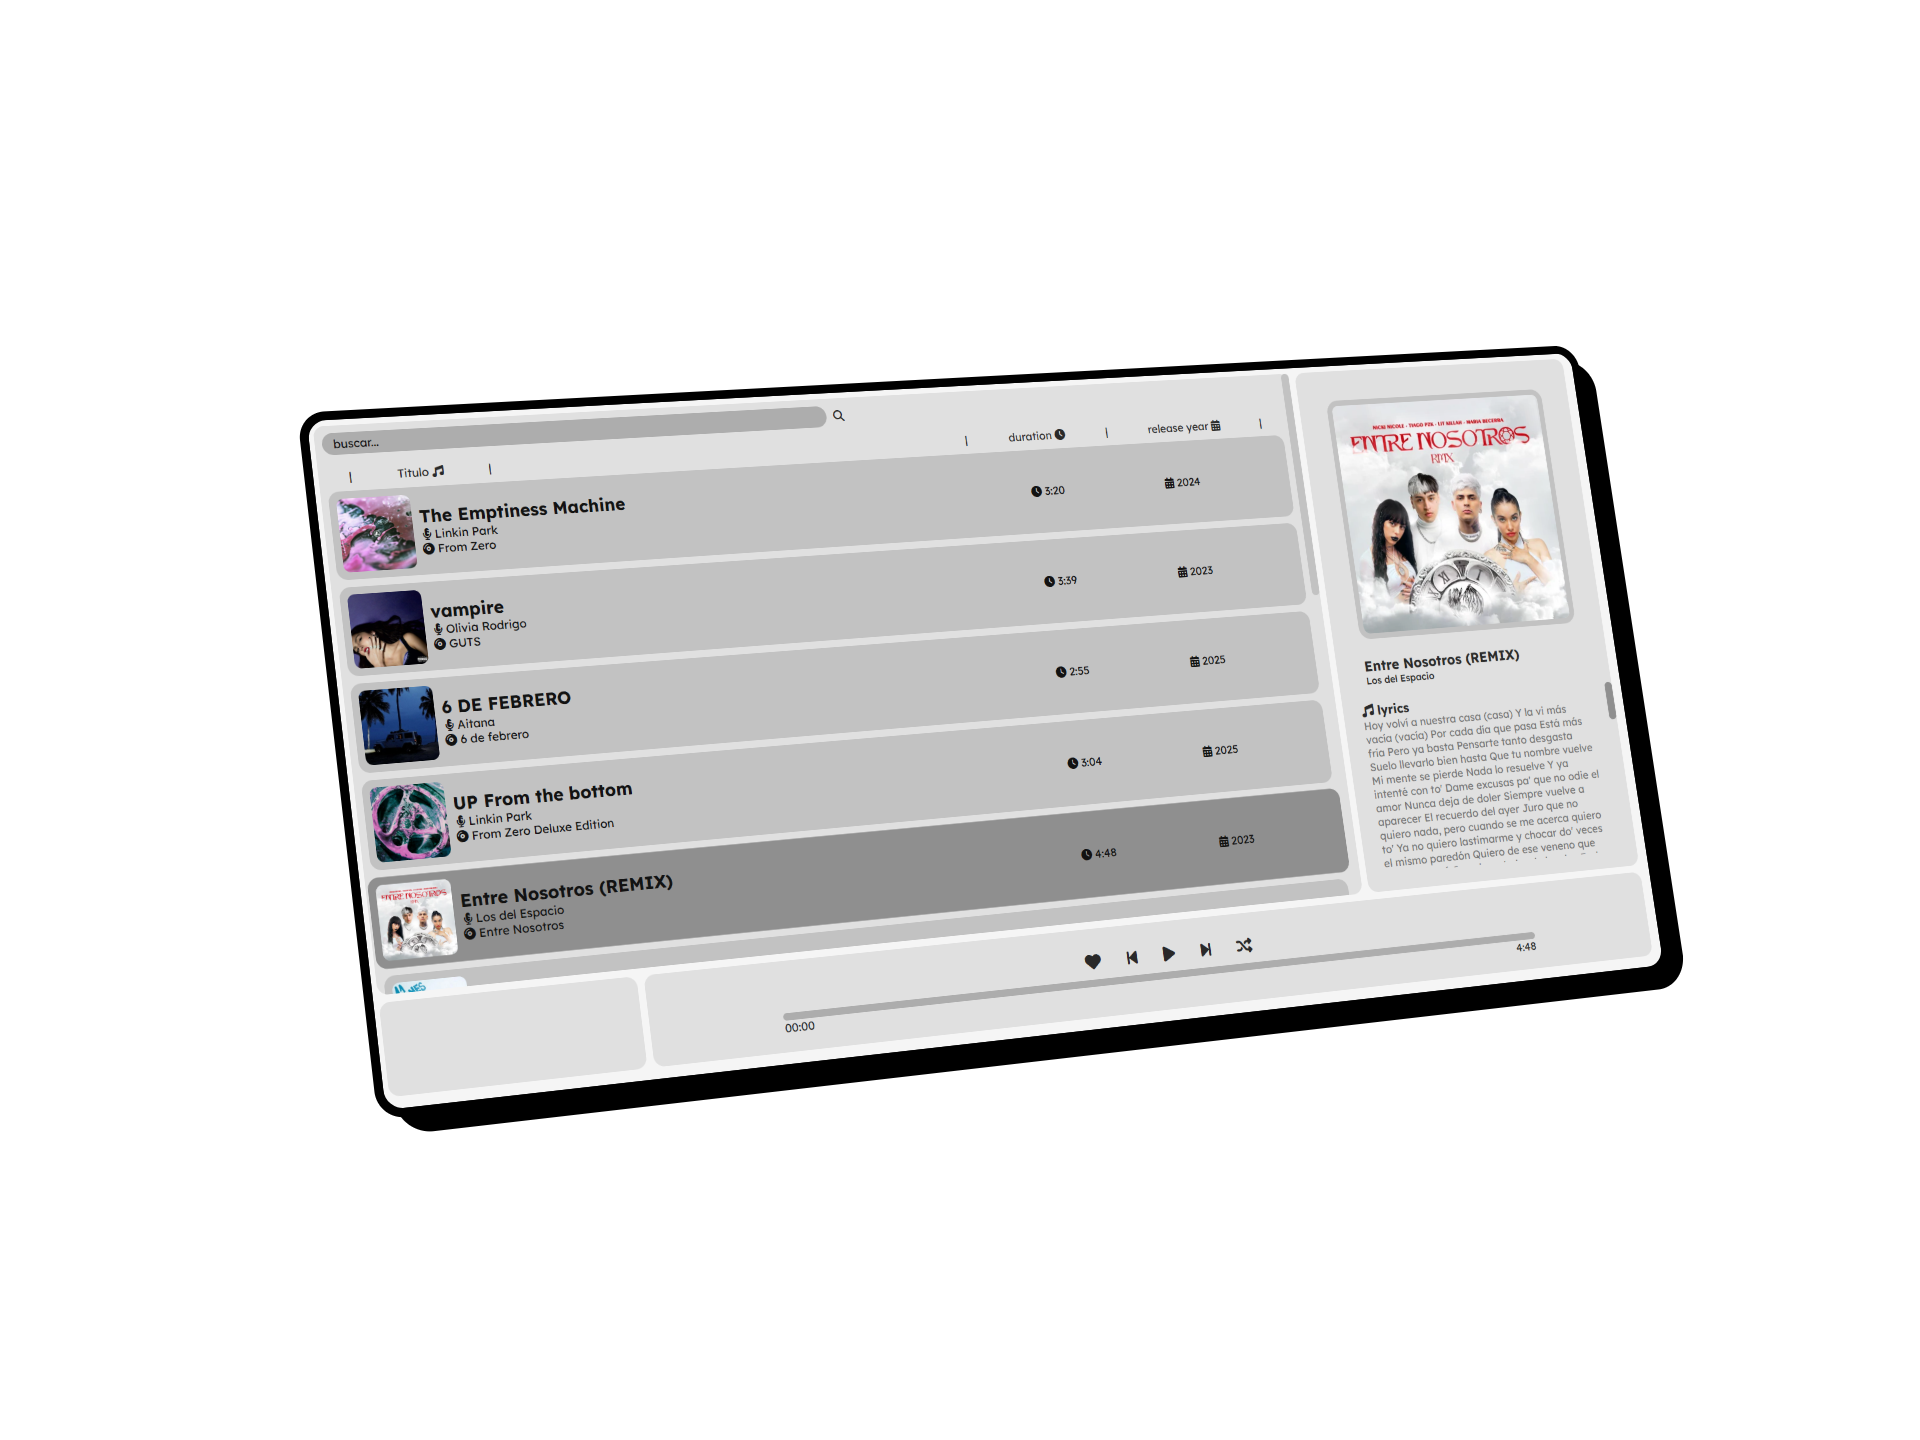 buscar...
| Titulo | | duration | release year |
The Emptiness Machine
Linkin Park
From Zero
3:20 2024
vampire
Olivia Rodrigo
GUTS
3:39 2023
6 DE FEBRERO
Aitana
6 de febrero
2:55 2025
UP From the bottom
Linkin Park
From Zero Deluxe Edition
3:04 2025
Entre Nosotros (REMIX)
Los del Espacio
Entre Nosotros
4:48 2023
NICKI NICOLE - TIAGO PZK - LIT KILLAH - MARIA BECERRA
ENTRE NOSOTROS
RMX
Entre Nosotros (REMIX)
Los del Espacio
lyrics
Hoy volví a nuestra casa (casa) Y la vi más
vacía (vacía) Por cada día que pasa Está más
fría Pero ya basta Pensarte tanto desgasta
Suelo llevarlo bien hasta Que tu nombre vuelve
Mi mente se pierde Nada lo resuelve Y ya
intenté con to' Dame excusas pa' que no odie el
amor Nunca deja de doler Siempre vuelve a
aparecer El recuerdo del ayer Juro que no
quiero nada, pero cuando se me acerca quiero
to' Ya no quiero lastimarme y chocar do' veces
el mismo paredón Quiero de ese veneno que
00:00
4:48